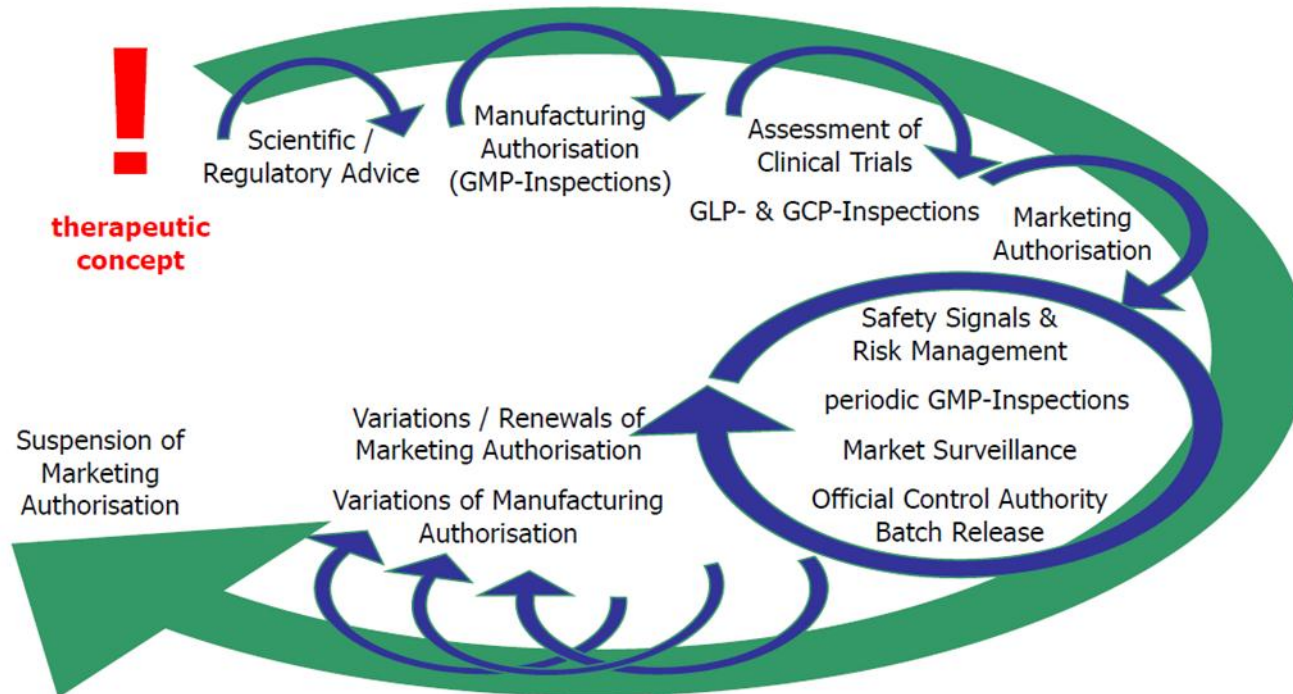 !
therapeutic
concept
Scientific /
Regulatory Advice
Manufacturing
Authorisation
(GMP-Inspections)
Assessment of
Clinical Trials
GLP- & GCP-Inspections
Marketing
Authorisation
Safety Signals &
Risk Management
periodic GMP-Inspections
Market Surveillance
Official Control Authority
Batch Release
Variations / Renewals of
Marketing Authorisation
Variations of Manufacturing
Authorisation
Suspension of
Marketing
Authorisation